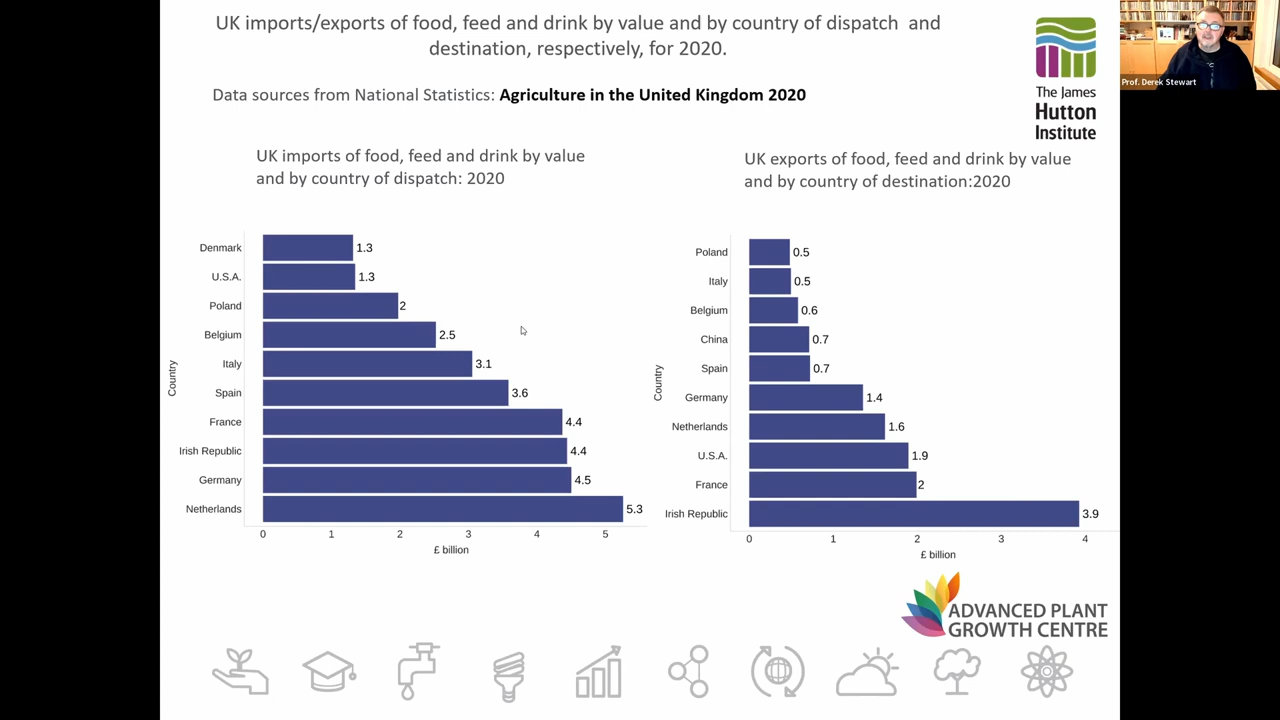 UK imports/exports of food, feed and drink by value and by country of dispatch and
destination, respectively, for 2020.
Data sources from National Statistics: Agriculture in the United Kingdom 2020
The James
Hutton
Institute
Prof. Derek Stewart
UK imports of food, feed and drink by value
and by country of dispatch: 2020
Country
Denmark 1.3
U.S.A. 1.3
Poland 2
Belgium 2.5
Italy 3.1
Spain 3.6
France 4.4
Irish Republic 4.4
Germany 4.5
Netherlands 5.3
0 1 2 3 4 5
£ billion
UK exports of food, feed and drink by value
and by country of destination:2020
Country
Poland 0.5
Italy 0.5
Belgium 0.6
China 0.7
Spain 0.7
Germany 1.4
Netherlands 1.6
U.S.A. 1.9
France 2
Irish Republic 3.9
0 1 2 3 4
£ billion
ADVANCED PLANT
GROWTH CENTRE